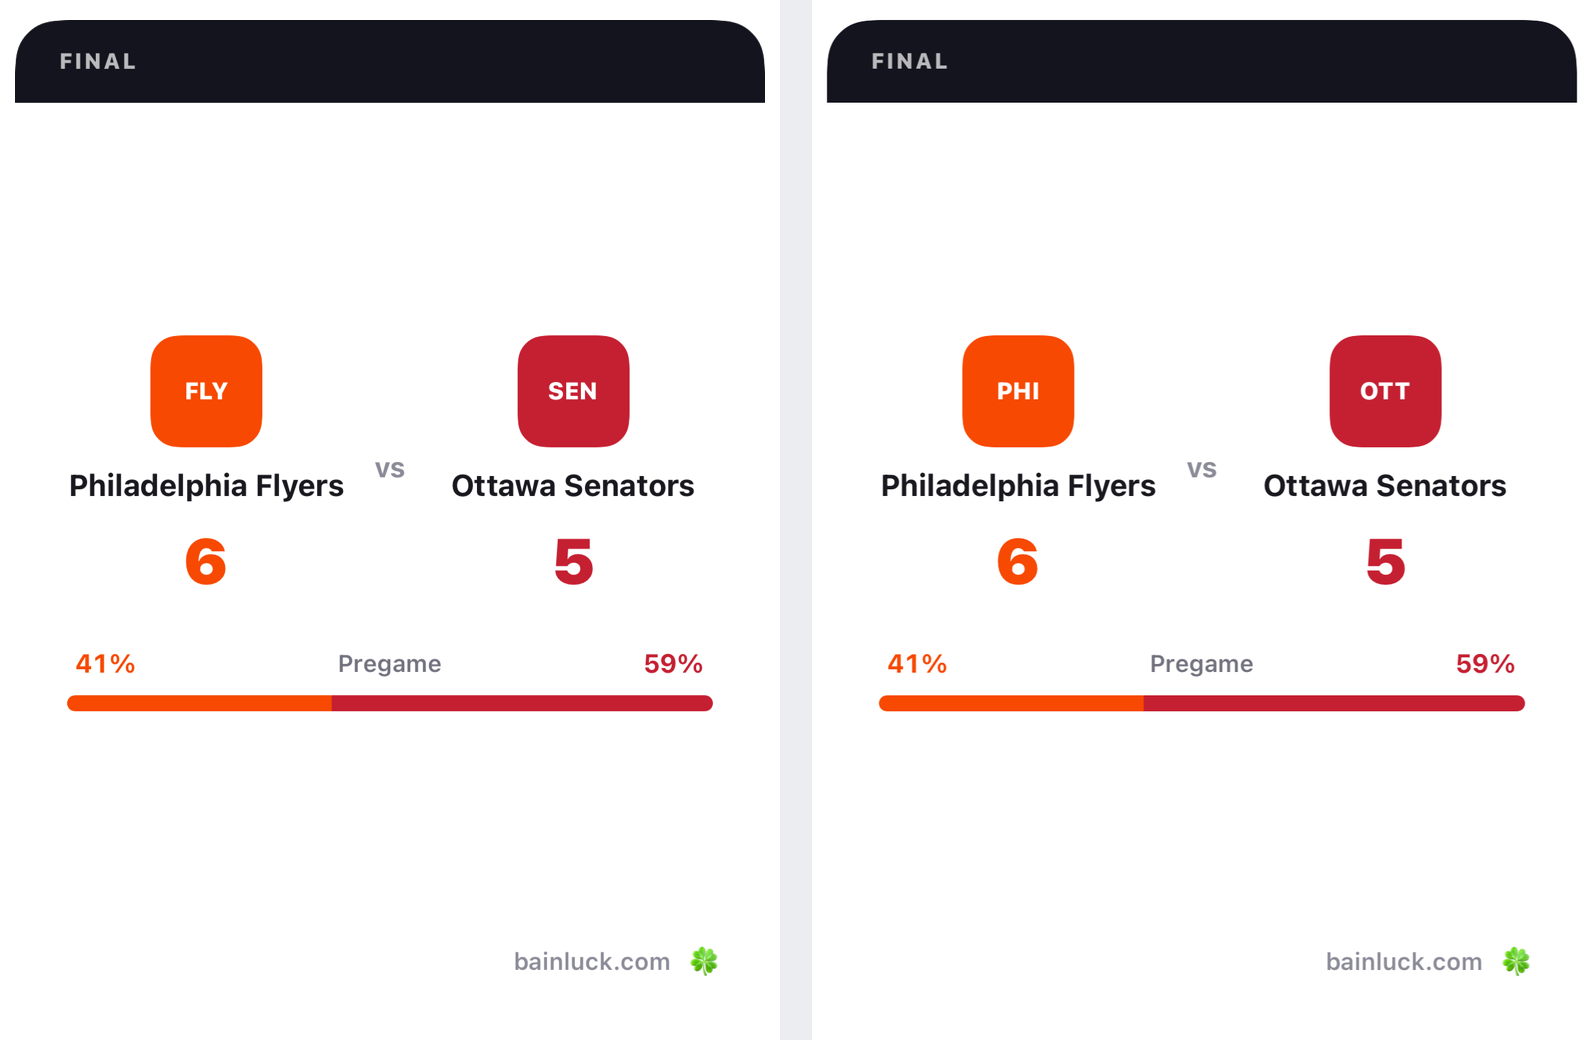 FINAL
FLY
SEN
Philadelphia Flyers
vs
Ottawa Senators
6
5
41%
Pregame
59%
bainluck.com
FINAL
PHI
OTT
Philadelphia Flyers
vs
Ottawa Senators
6
5
41%
Pregame
59%
bainluck.com